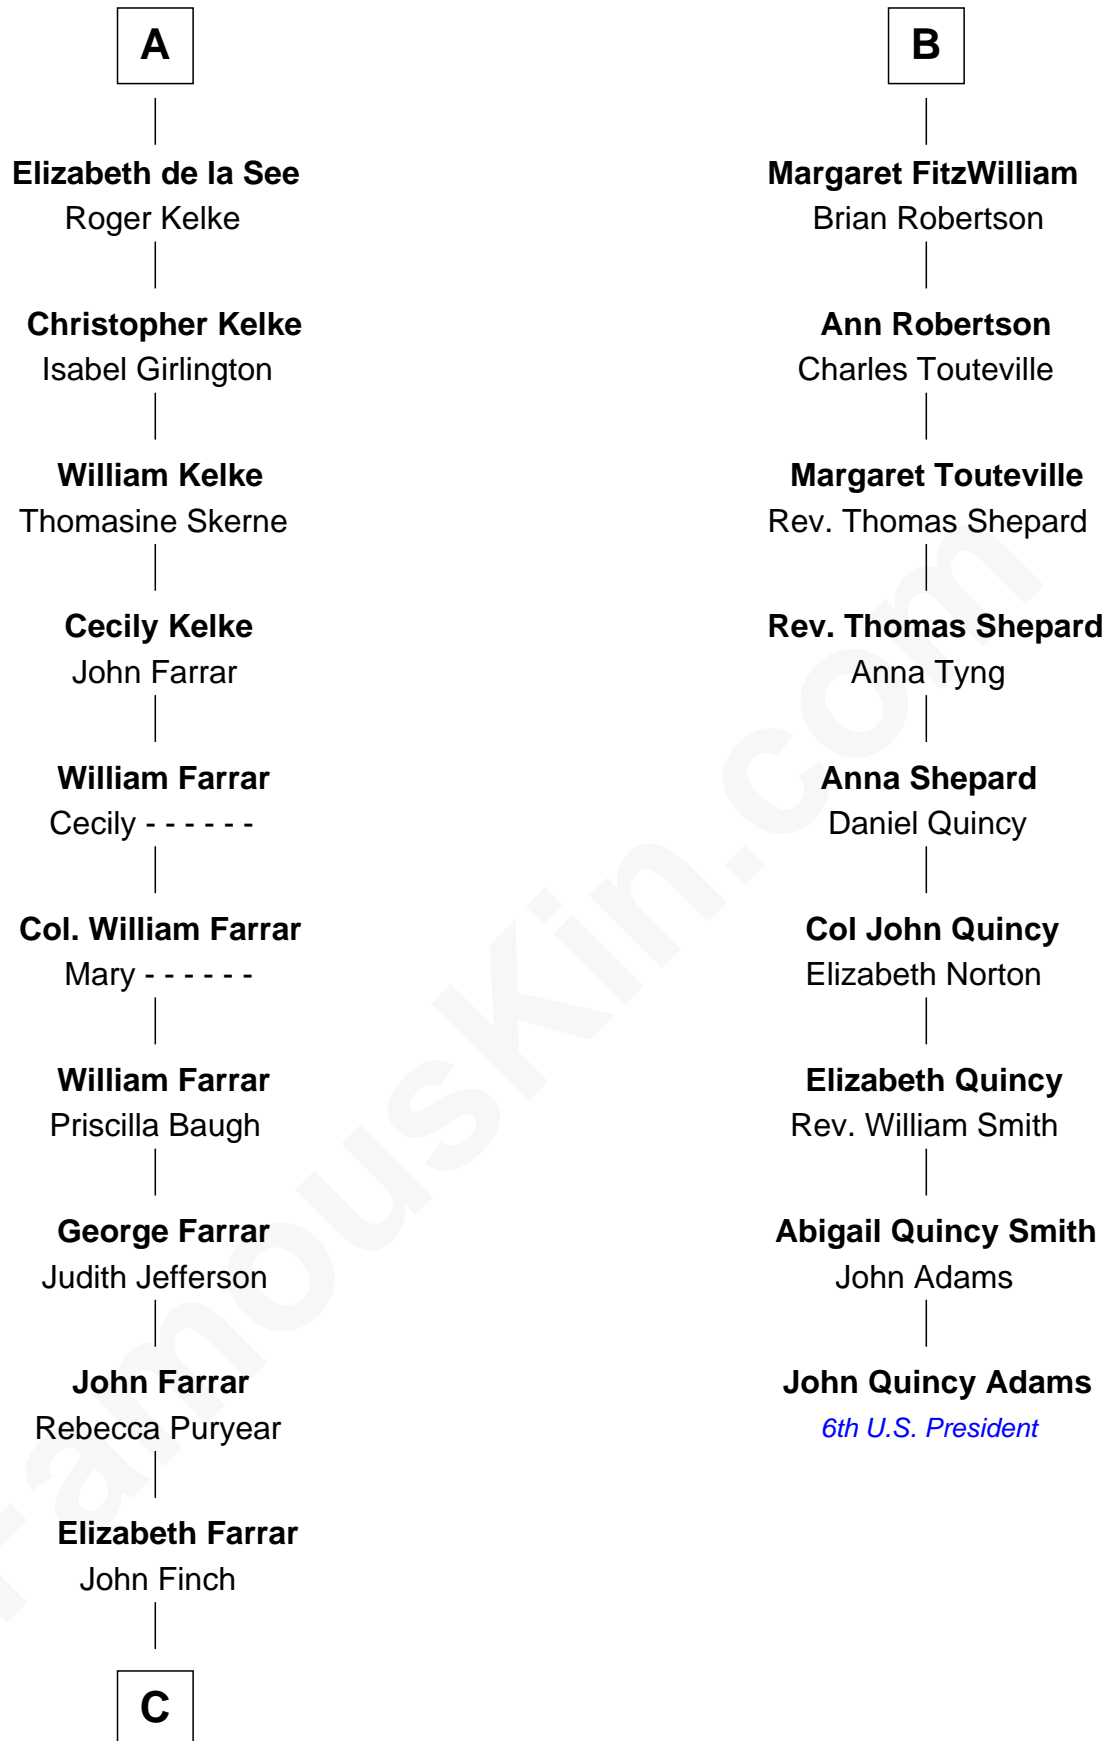 A
Elizabeth de la See
Roger Kelke
Christopher Kelke
Isabel Girlington
William Kelke
Thomasine Skerne
Cecily Kelke
John Farrar
William Farrar
Cecily - - - - - -
Col. William Farrar
Mary - - - - - -
William Farrar
Priscilla Baugh
George Farrar
Judith Jefferson
John Farrar
Rebecca Puryear
Elizabeth Farrar
John Finch
C
B
Margaret FitzWilliam
Brian Robertson
Ann Robertson
Charles Touteville
Margaret Touteville
Rev. Thomas Shepard
Rev. Thomas Shepard
Anna Tyng
Anna Shepard
Daniel Quincy
Col John Quincy
Elizabeth Norton
Elizabeth Quincy
Rev. William Smith
Abigail Quincy Smith
John Adams
John Quincy Adams
6th U.S. President
FamousKin.com